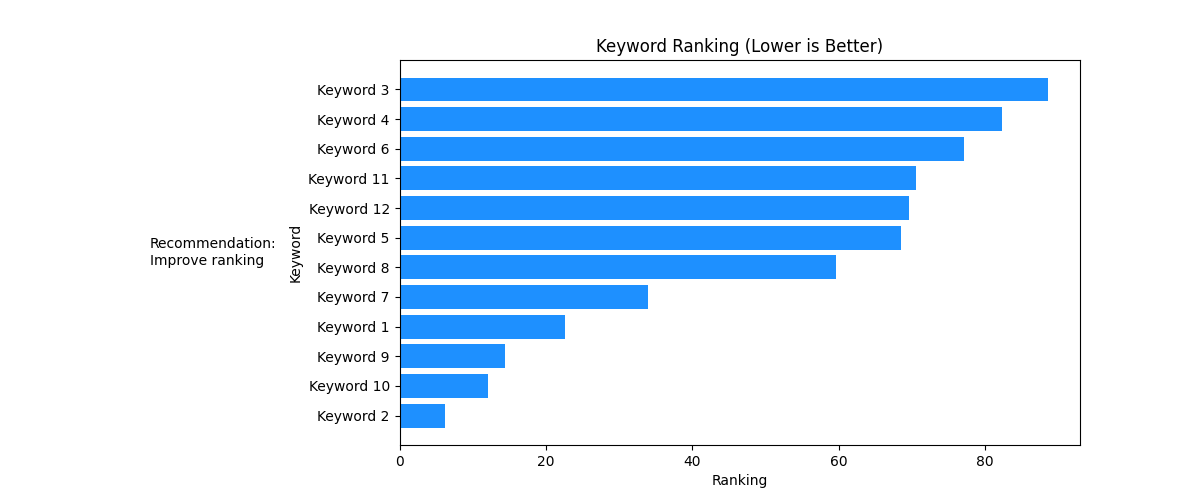 Keyword Ranking (Lower is Better)
Keyword 3
Keyword 4
Keyword 6
Keyword 11
Keyword 12
Keyword 5
Keyword 8
Keyword 7
Keyword 1
Keyword 9
Keyword 10
Keyword 2
Keyword
Recommendation:
Improve ranking
0 20 40 60 80
Ranking